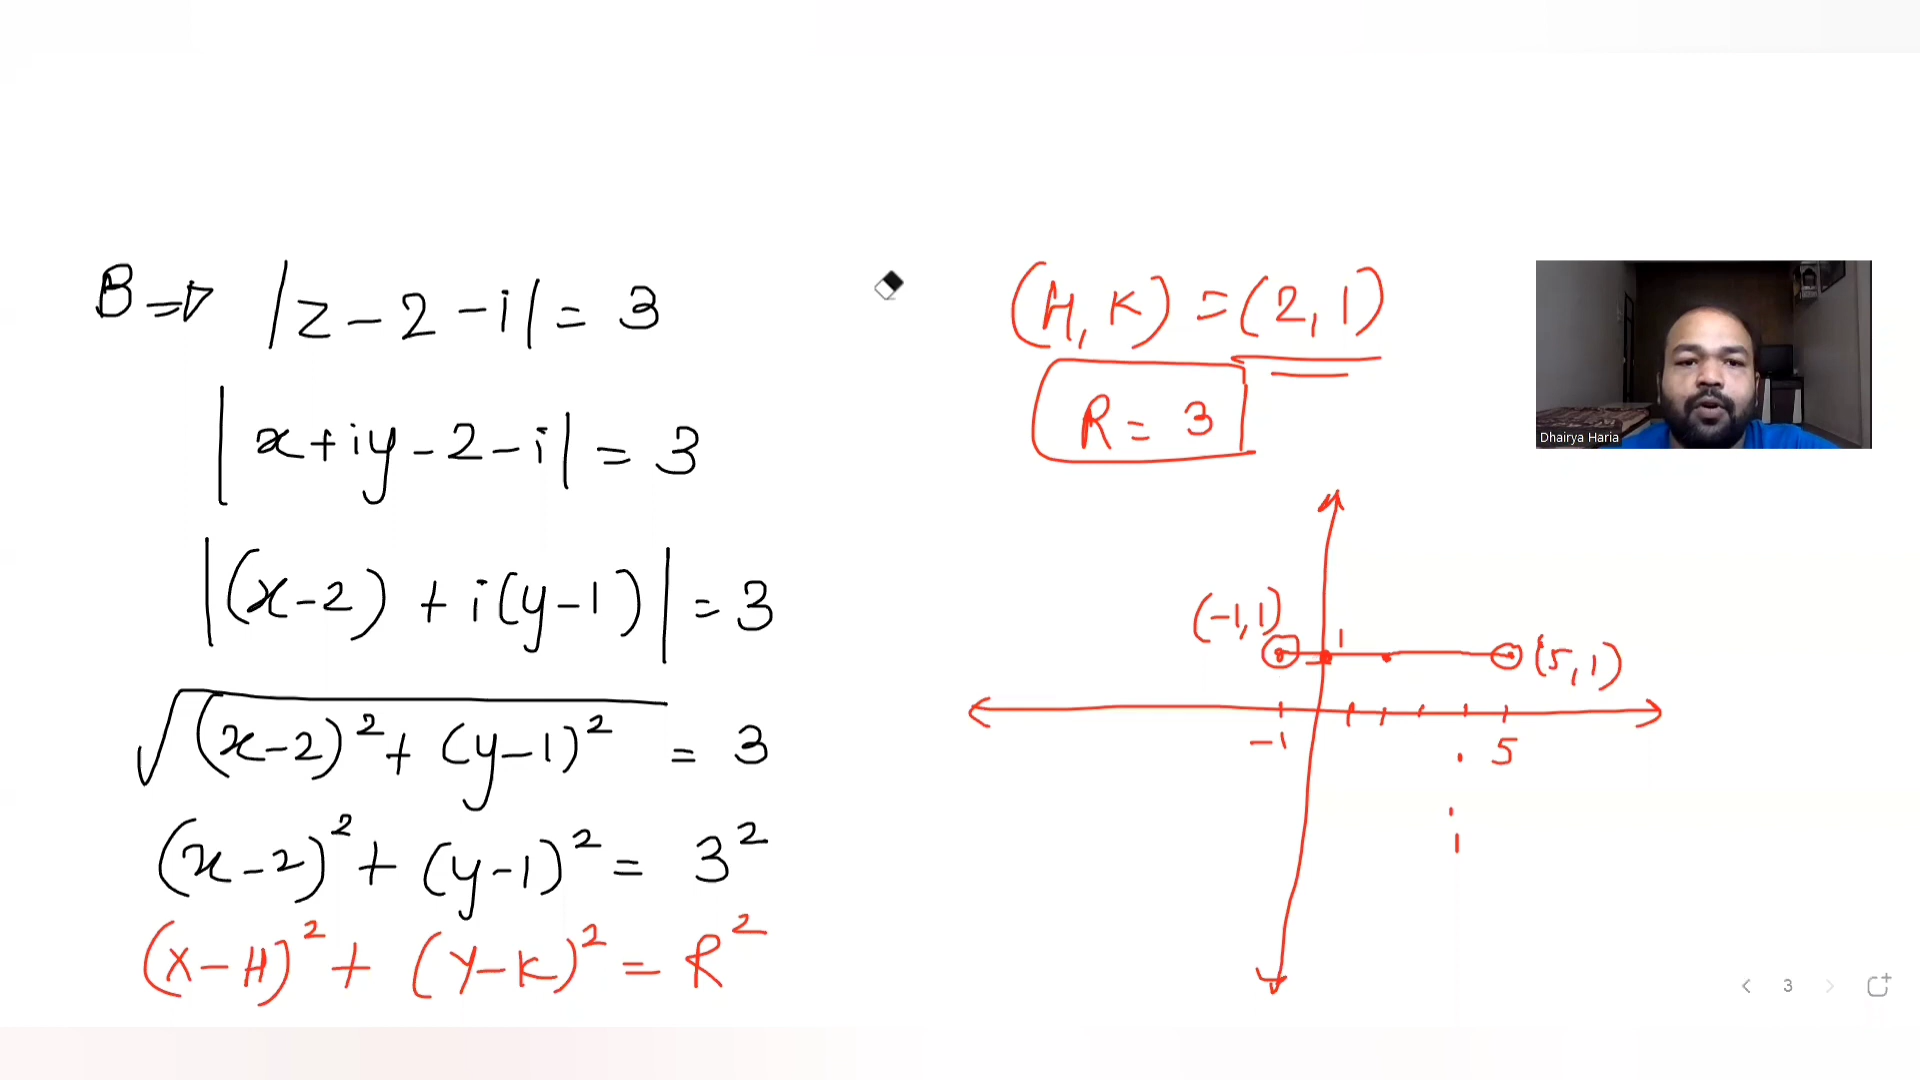 B ⇒ |z - 2 - i| = 3
|x + iy - 2 - i| = 3
|(x-2) + i(y-1)| = 3
√((x-2)² + (y-1)²) = 3
(x-2)² + (y-1)² = 3²
(X-H)² + (Y-K)² = R²
(H, K) = (2, 1)
R = 3
Dhairya Haria
(-1, 1)
1
(5, 1)
-1
5
3